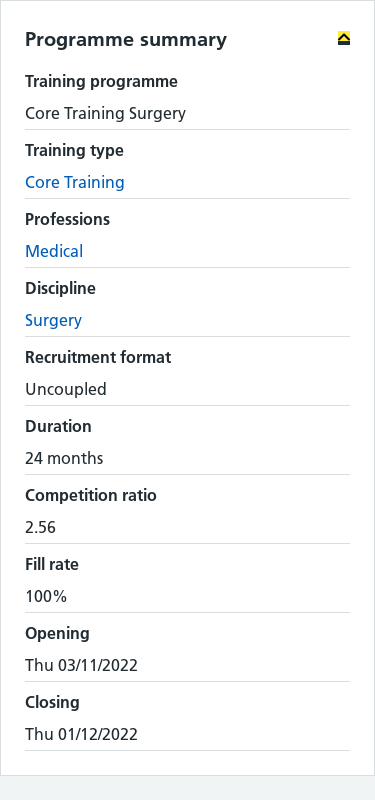 Programme summary
Training programme
Core Training Surgery
Training type
Core Training
Professions
Medical
Discipline
Surgery
Recruitment format
Uncoupled
Duration
24 months
Competition ratio
2.56
Fill rate
100%
Opening
Thu 03/11/2022
Closing
Thu 01/12/2022